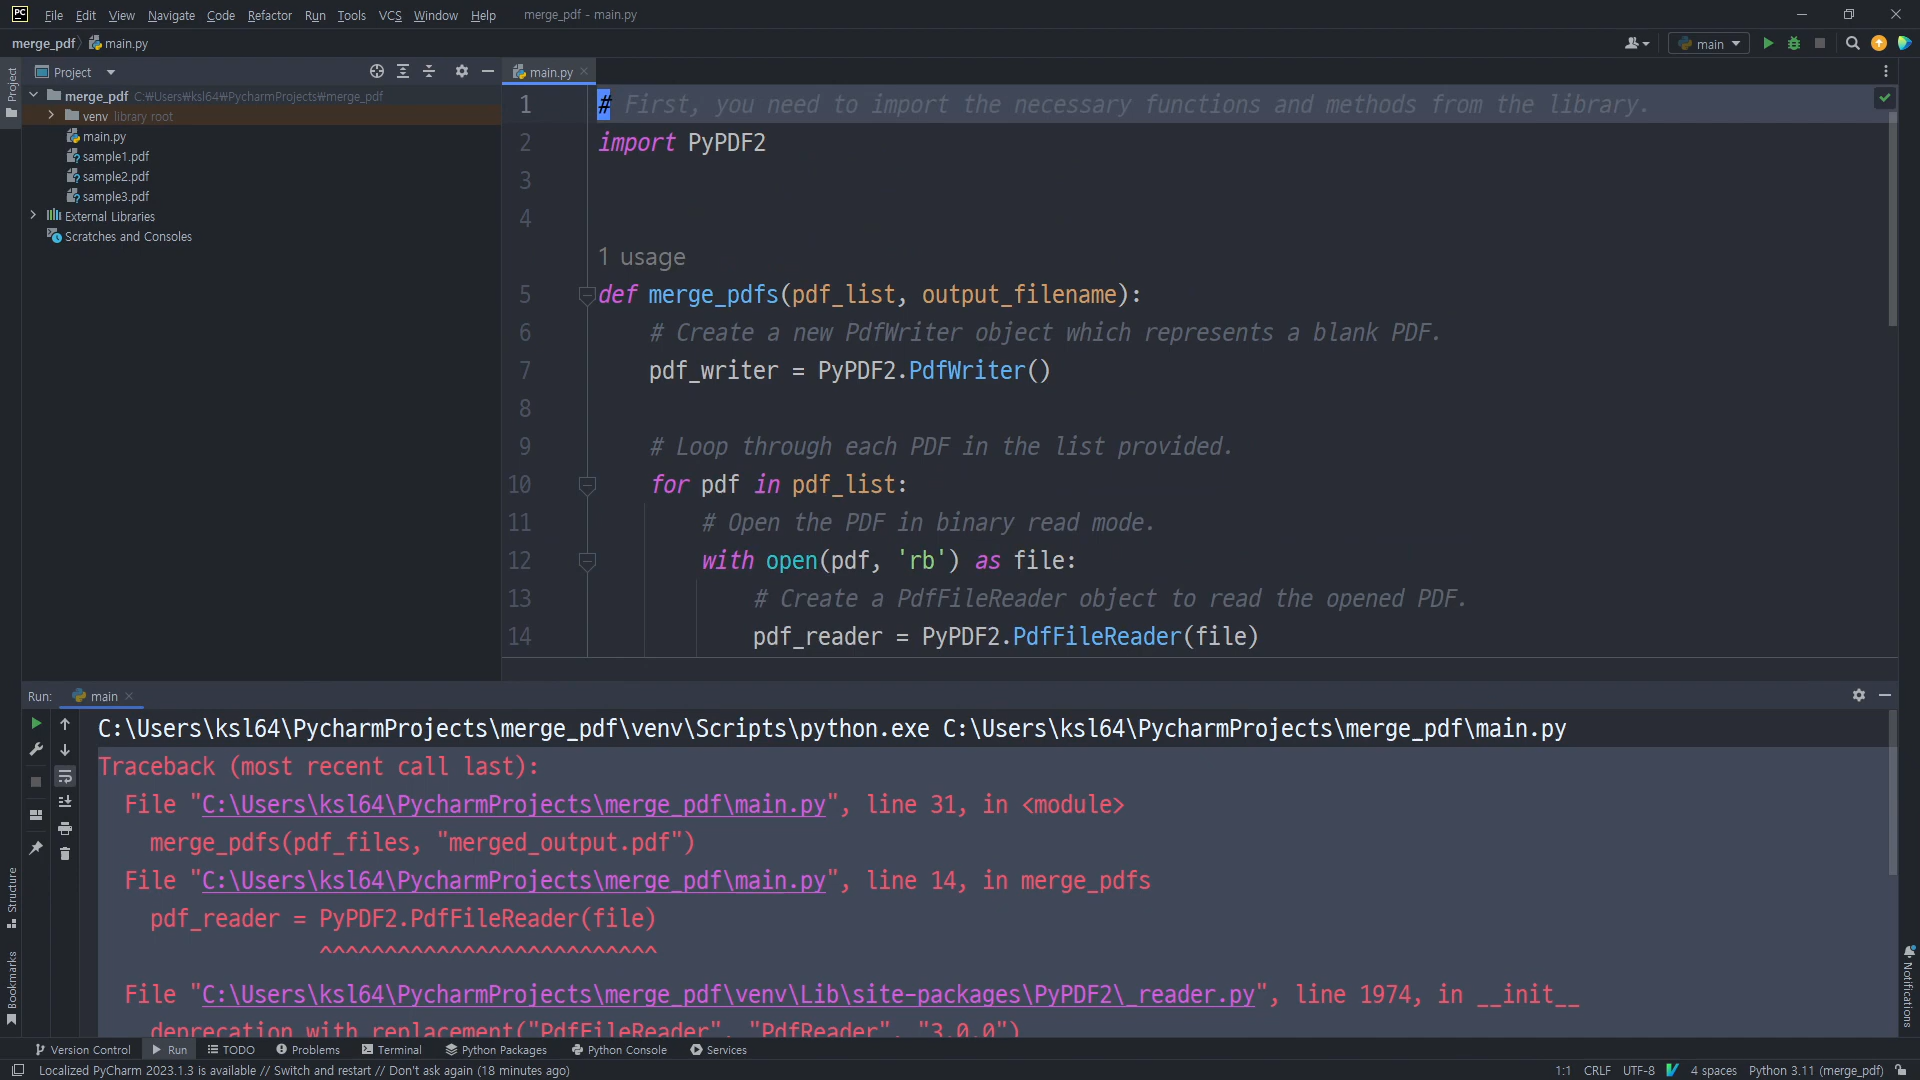 PC File Edit View Navigate Code Refactor Run Tools VCS Window Help merge_pdf - main.py
merge_pdf main.py
main
Project
Project
main.py
merge_pdf C:₩Users₩ksl64₩PycharmProjects₩merge_pdf
venv library root
main.py
sample1.pdf
sample2.pdf
sample3.pdf
External Libraries
Scratches and Consoles
1 # First, you need to import the necessary functions and methods from the library.
2 import PyPDF2
3
4
1 usage
5 def merge_pdfs(pdf_list, output_filename):
6 # Create a new PdfWriter object which represents a blank PDF.
7 pdf_writer = PyPDF2.PdfWriter()
8
9 # Loop through each PDF in the list provided.
10 for pdf in pdf_list:
11 # Open the PDF in binary read mode.
12 with open(pdf, 'rb') as file:
13 # Create a PdfFileReader object to read the opened PDF.
14 pdf_reader = PyPDF2.PdfFileReader(file)
Run: main
C:\Users\ksl64\PycharmProjects\merge_pdf\venv\Scripts\python.exe C:\Users\ksl64\PycharmProjects\merge_pdf\main.py
Traceback (most recent call last):
File "C:\Users\ksl64\PycharmProjects\merge_pdf\main.py", line 31, in <module>
merge_pdfs(pdf_files, "merged_output.pdf")
File "C:\Users\ksl64\PycharmProjects\merge_pdf\main.py", line 14, in merge_pdfs
pdf_reader = PyPDF2.PdfFileReader(file)
^^^^^^^^^^^^^^^^^^^^^^^^^^
File "C:\Users\ksl64\PycharmProjects\merge_pdf\venv\Lib\site-packages\PyPDF2\_reader.py", line 1974, in __init__
deprecation_with_replacement("PdfFileReader", "PdfReader", "3.0.0")
Structure
Bookmarks
Notifications
Version Control Run TODO Problems Terminal Python Packages Python Console Services
Localized PyCharm 2023.1.3 is available // Switch and restart // Don't ask again (18 minutes ago) 1:1 CRLF UTF-8 4 spaces Python 3.11 (merge_pdf)